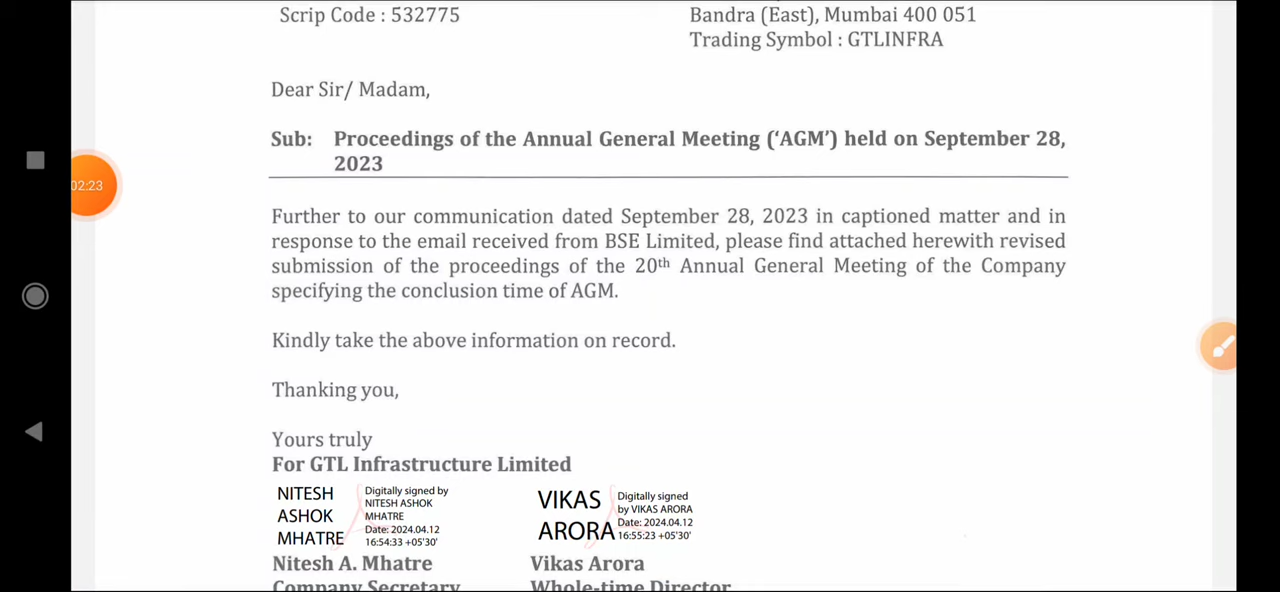 Scrip Code : 532775
Bandra (East), Mumbai 400 051
Trading Symbol : GTLINFRA
Dear Sir/ Madam,
Sub: Proceedings of the Annual General Meeting (‘AGM’) held on September 28,
2023
02:23
Further to our communication dated September 28, 2023 in captioned matter and in
response to the email received from BSE Limited, please find attached herewith revised
submission of the proceedings of the 20th Annual General Meeting of the Company
specifying the conclusion time of AGM.
Kindly take the above information on record.
Thanking you,
Yours truly
For GTL Infrastructure Limited
NITESH
ASHOK
MHATRE
Digitally signed by
NITESH ASHOK
MHATRE
Date: 2024.04.12
16:54:33 +05'30'
VIKAS
ARORA
Digitally signed
by VIKAS ARORA
Date: 2024.04.12
16:55:23 +05'30'
Nitesh A. Mhatre
Vikas Arora
Company Secretary
Whole-time Director